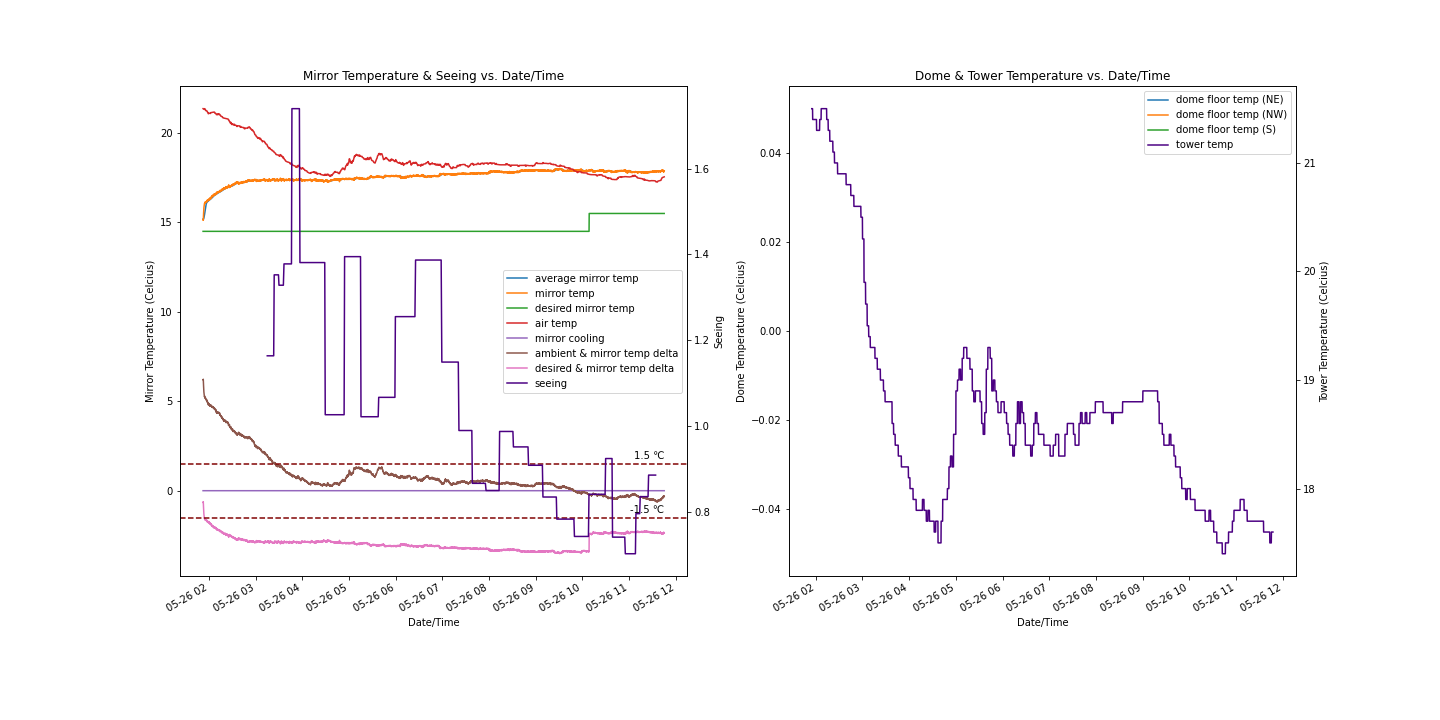 Mirror Temperature & Seeing vs. Date/Time
Mirror Temperature (Celcius)
20
15
10
5
0
1.6
1.4
1.2
1.0
0.8
Seeing
average mirror temp
mirror temp
desired mirror temp
air temp
mirror cooling
ambient & mirror temp delta
desired & mirror temp delta
seeing
1.5 °C
-1.5 °C
05-26 02
05-26 03
05-26 04
05-26 05
05-26 06
05-26 07
05-26 08
05-26 09
05-26 10
05-26 11
05-26 12
Date/Time
Dome & Tower Temperature vs. Date/Time
Dome Temperature (Celcius)
0.04
0.02
0.00
−0.02
−0.04
dome floor temp (NE)
dome floor temp (NW)
dome floor temp (S)
tower temp
21
20
19
18
Tower Temperature (Celcius)
05-26 02
05-26 03
05-26 04
05-26 05
05-26 06
05-26 07
05-26 08
05-26 09
05-26 10
05-26 11
05-26 12
Date/Time